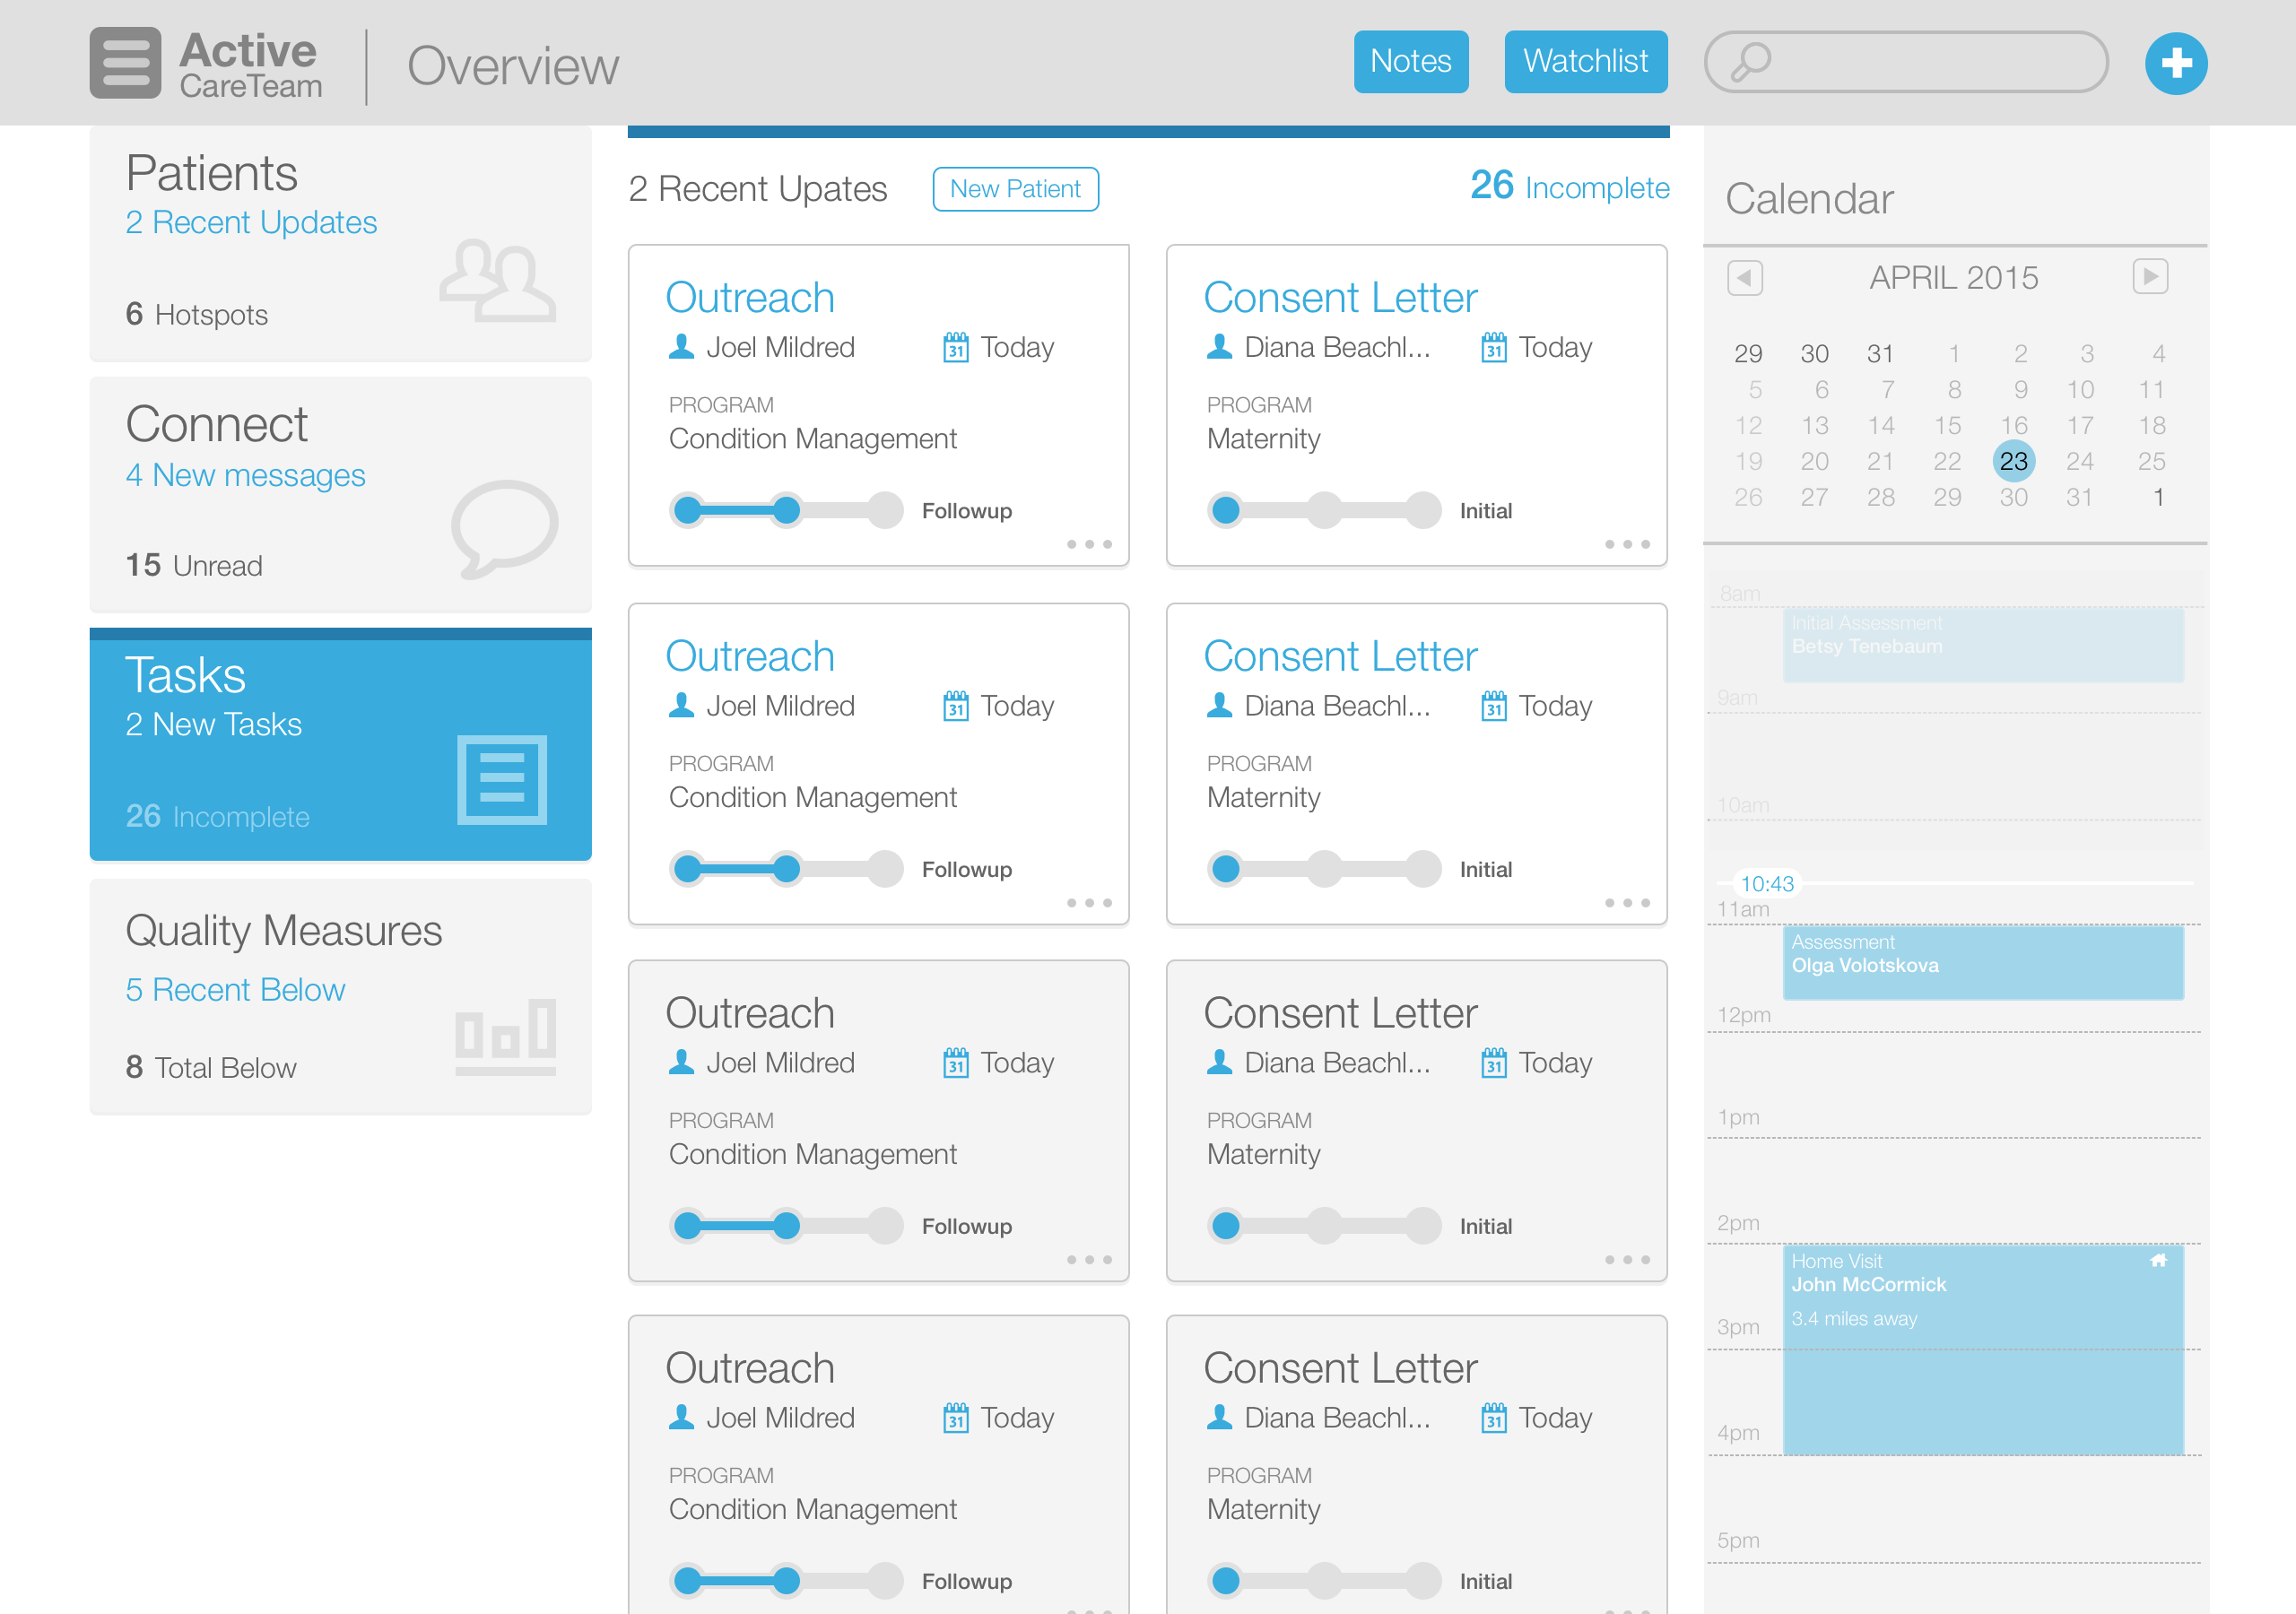 Active
CareTeam
Overview
Notes
Watchlist
Patients
2 Recent Updates
6 Hotspots
Connect
4 New messages
15 Unread
Tasks
2 New Tasks
26 Incomplete
Quality Measures
5 Recent Below
8 Total Below
2 Recent Upates
New Patient
26 Incomplete
Outreach
Joel Mildred
31 Today
PROGRAM
Condition Management
Followup
Consent Letter
Diana Beachl...
31 Today
PROGRAM
Maternity
Initial
Outreach
Joel Mildred
31 Today
PROGRAM
Condition Management
Followup
Consent Letter
Diana Beachl...
31 Today
PROGRAM
Maternity
Initial
Outreach
Joel Mildred
31 Today
PROGRAM
Condition Management
Followup
Consent Letter
Diana Beachl...
31 Today
PROGRAM
Maternity
Initial
Outreach
Joel Mildred
31 Today
PROGRAM
Condition Management
Followup
Consent Letter
Diana Beachl...
31 Today
PROGRAM
Maternity
Initial
Calendar
APRIL 2015
29 30 31 1 2 3 4
5 6 7 8 9 10 11
12 13 14 15 16 17 18
19 20 21 22 23 24 25
26 27 28 29 30 31 1
8am
Initial Assessment
Betsy Tenebaum
9am
10am
10:43
11am
Assessment
Olga Volotskova
12pm
1pm
2pm
Home Visit
John McCormick
3.4 miles away
3pm
4pm
5pm